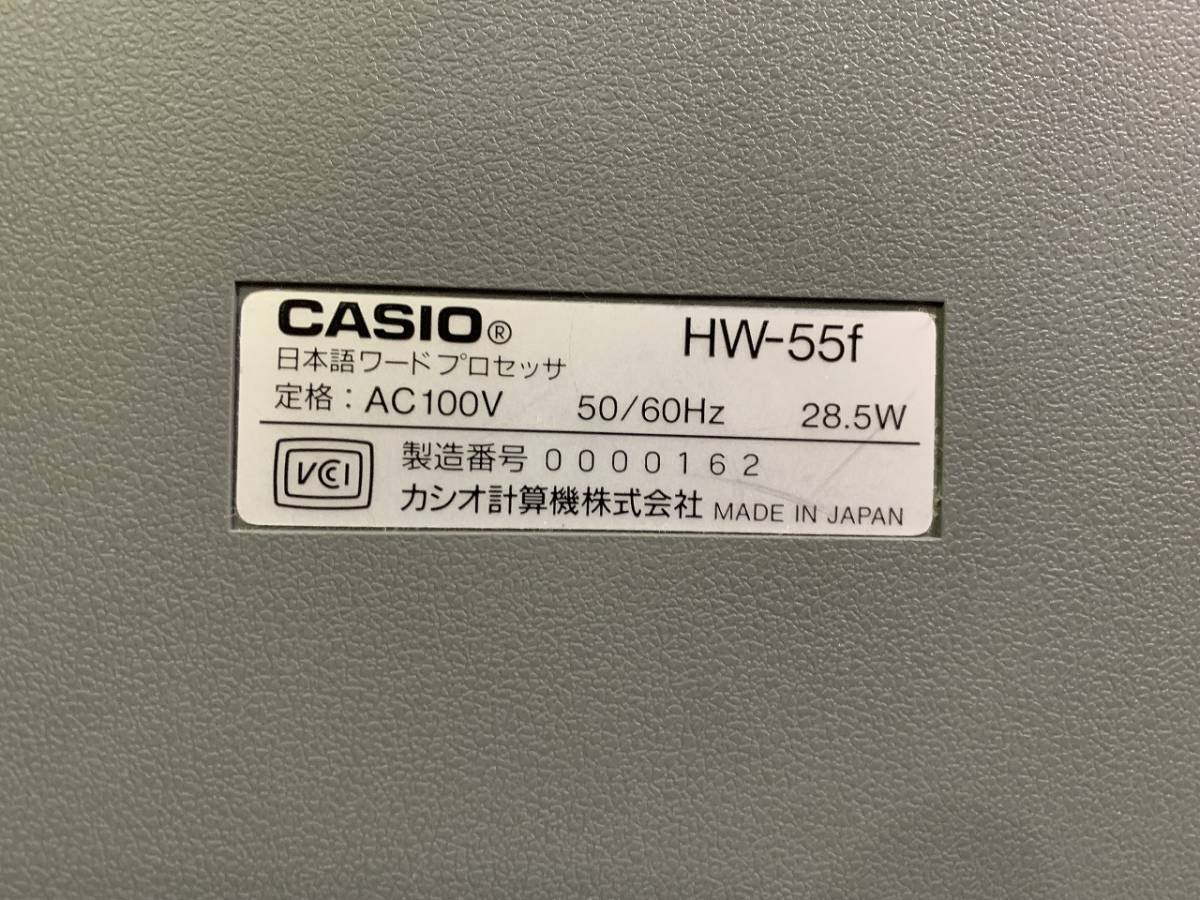 CASIO® HW-55f
日本語ワードプロセッサ
定格：AC100V 50/60Hz 28.5W
VCCI 製造番号 0000162
カシオ計算機株式会社 MADE IN JAPAN